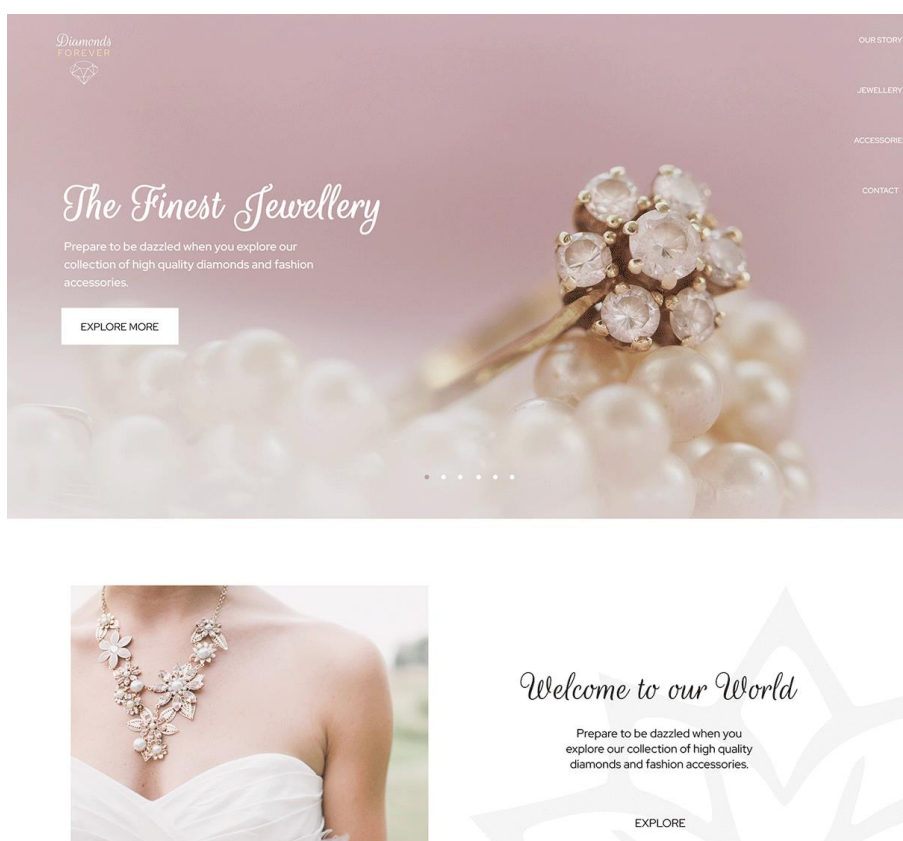 Diamonds
FOREVER
OUR STORY
JEWELLERY
ACCESSORIE
CONTACT
The Finest Jewellery
Prepare to be dazzled when you explore our
collection of high quality diamonds and fashion
accessories.
EXPLORE MORE
Welcome to our World
Prepare to be dazzled when you
explore our collection of high quality
diamonds and fashion accessories.
EXPLORE